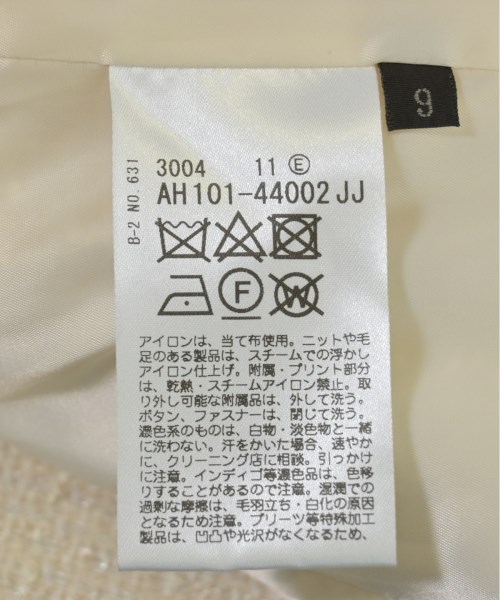 9
B-2 NO. 631
3004 11 Ⓔ
AH101-44002JJ
F
W
アイロンは、当て布使用。ニットや毛
足のある製品は、スチームでの浮かし
アイロン仕上げ。附属・プリント部分
は、乾熱・スチームアイロン禁止。取
り外し可能な附属品は、外して洗う。
ボタン、ファスナーは、閉じて洗う。
濃色系のものは、白物・淡色物と一緒
に洗わない。汗をかいた場合、速やか
に、クリーニング店に相談。引っかけ
に注意。インディゴ等濃色品は、色移
りすることがあるので注意。湿潤での
過剰な摩擦は、毛羽立ち・白化の原因
となるため注意。プリーツ等特殊加工
製品は、凹凸や光沢がなくなるため、